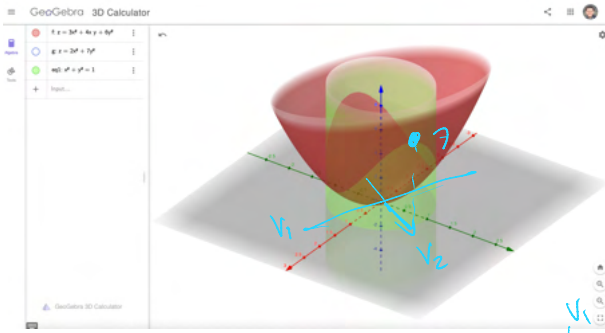 GeoGebra 3D Calculator
f: z = 3x² + 4x y + 6y²
g: z = 2x² + 7y²
eq1: x² + y² = 1
Input...
Algebra
Tools
7
V₁
V₂
GeoGebra 3D Calculator
V₁